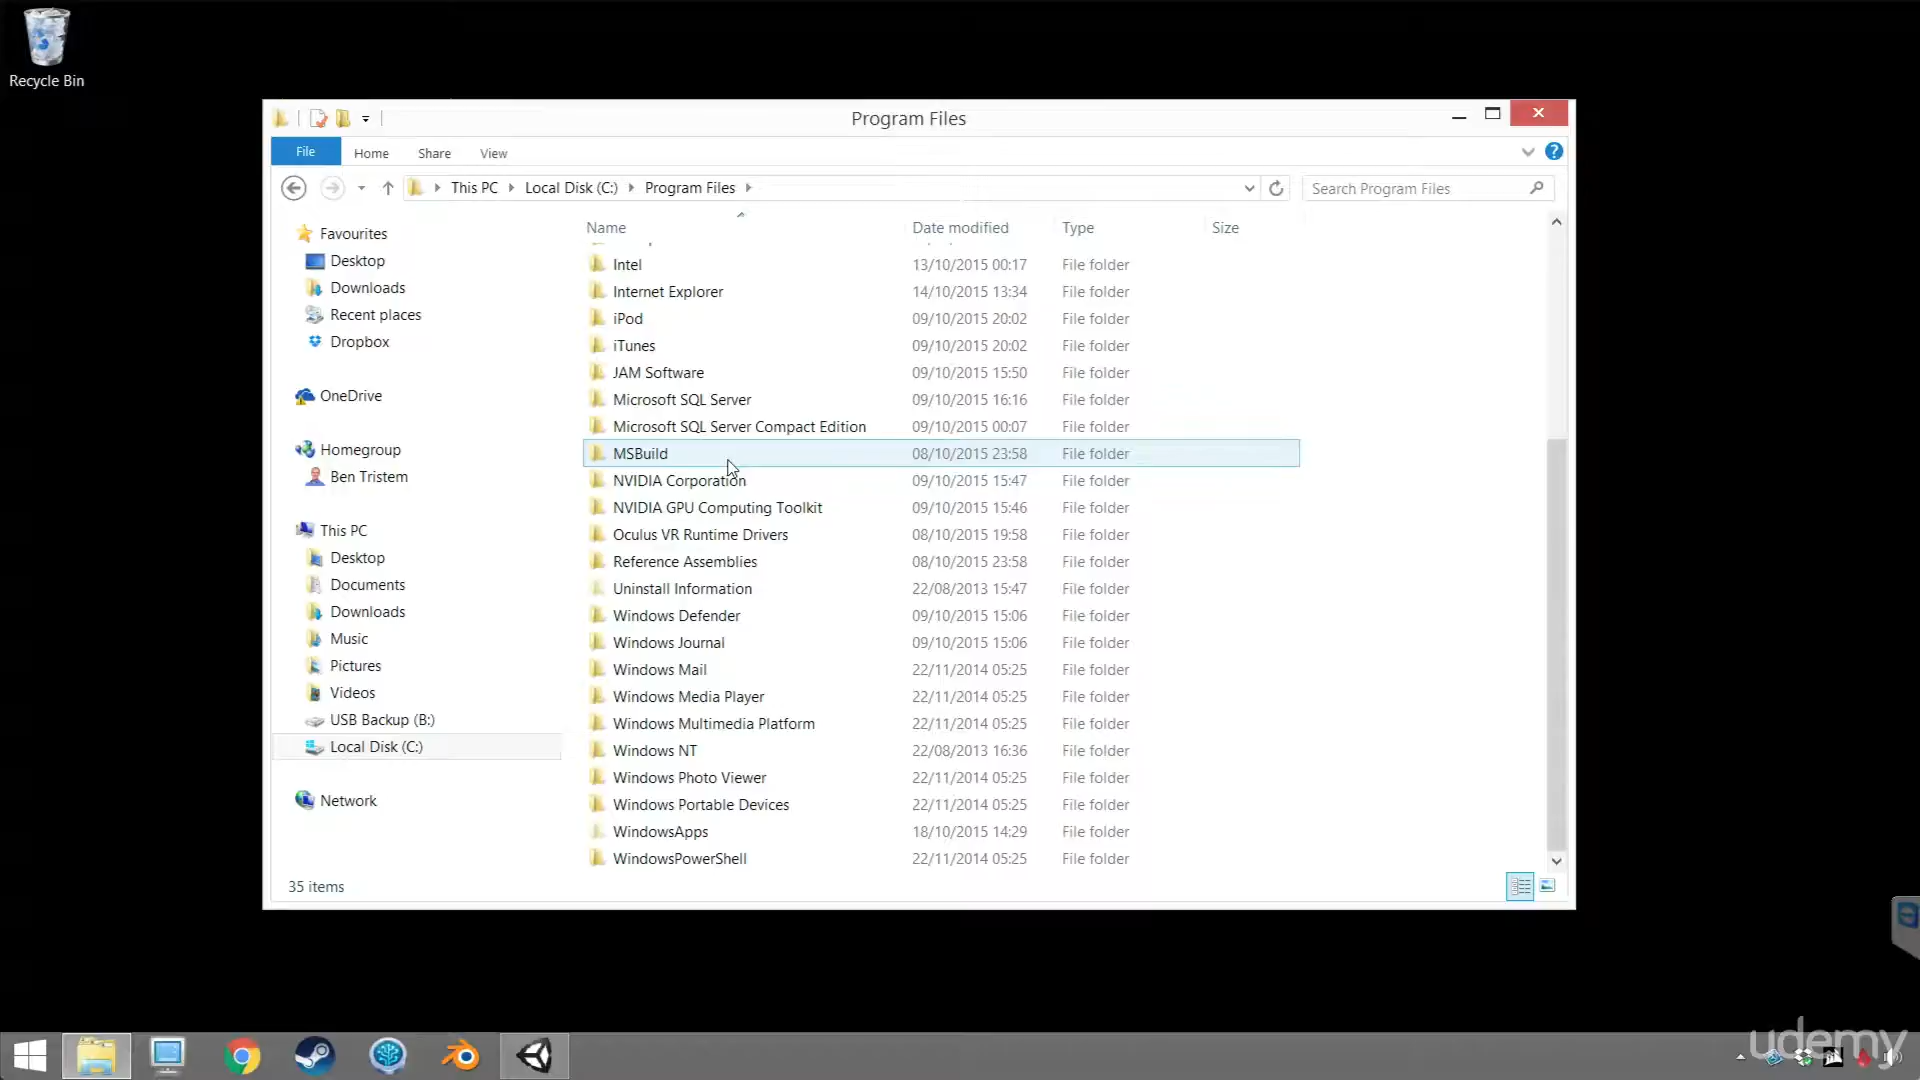 Recycle Bin
Program Files
File Home Share View
This PC Local Disk (C:) Program Files
Search Program Files
Name Date modified Type Size
Favourites
Desktop
Downloads
Recent places
Dropbox
OneDrive
Homegroup
Ben Tristem
This PC
Desktop
Documents
Downloads
Music
Pictures
Videos
USB Backup (B:)
Local Disk (C:)
Network
Intel 13/10/2015 00:17 File folder
Internet Explorer 14/10/2015 13:34 File folder
iPod 09/10/2015 20:02 File folder
iTunes 09/10/2015 20:02 File folder
JAM Software 09/10/2015 15:50 File folder
Microsoft SQL Server 09/10/2015 16:16 File folder
Microsoft SQL Server Compact Edition 09/10/2015 00:07 File folder
MSBuild 08/10/2015 23:58 File folder
NVIDIA Corporation 09/10/2015 15:47 File folder
NVIDIA GPU Computing Toolkit 09/10/2015 15:46 File folder
Oculus VR Runtime Drivers 08/10/2015 19:58 File folder
Reference Assemblies 08/10/2015 23:58 File folder
Uninstall Information 22/08/2013 15:47 File folder
Windows Defender 09/10/2015 15:06 File folder
Windows Journal 09/10/2015 15:06 File folder
Windows Mail 22/11/2014 05:25 File folder
Windows Media Player 22/11/2014 05:25 File folder
Windows Multimedia Platform 22/11/2014 05:25 File folder
Windows NT 22/08/2013 16:36 File folder
Windows Photo Viewer 22/11/2014 05:25 File folder
Windows Portable Devices 22/11/2014 05:25 File folder
WindowsApps 18/10/2015 14:29 File folder
WindowsPowerShell 22/11/2014 05:25 File folder
35 items
udemy